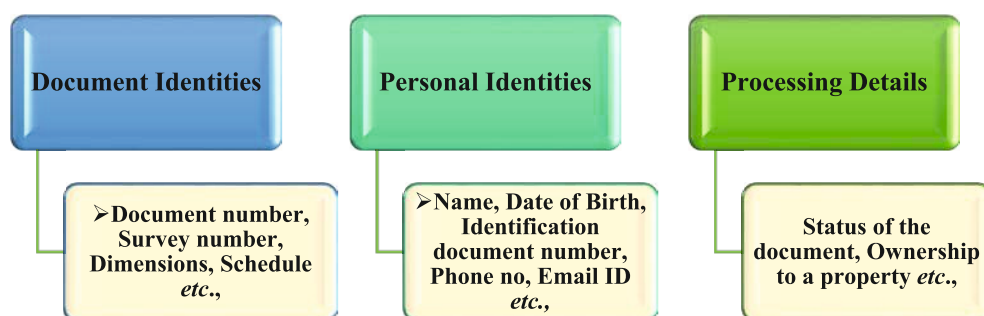 Document Identities
➢Document number,
Survey number,
Dimensions, Schedule
etc.,
Personal Identities
➢Name, Date of Birth,
Identification
document number,
Phone no, Email ID
etc.,
Processing Details
Status of the
document, Ownership
to a property etc.,